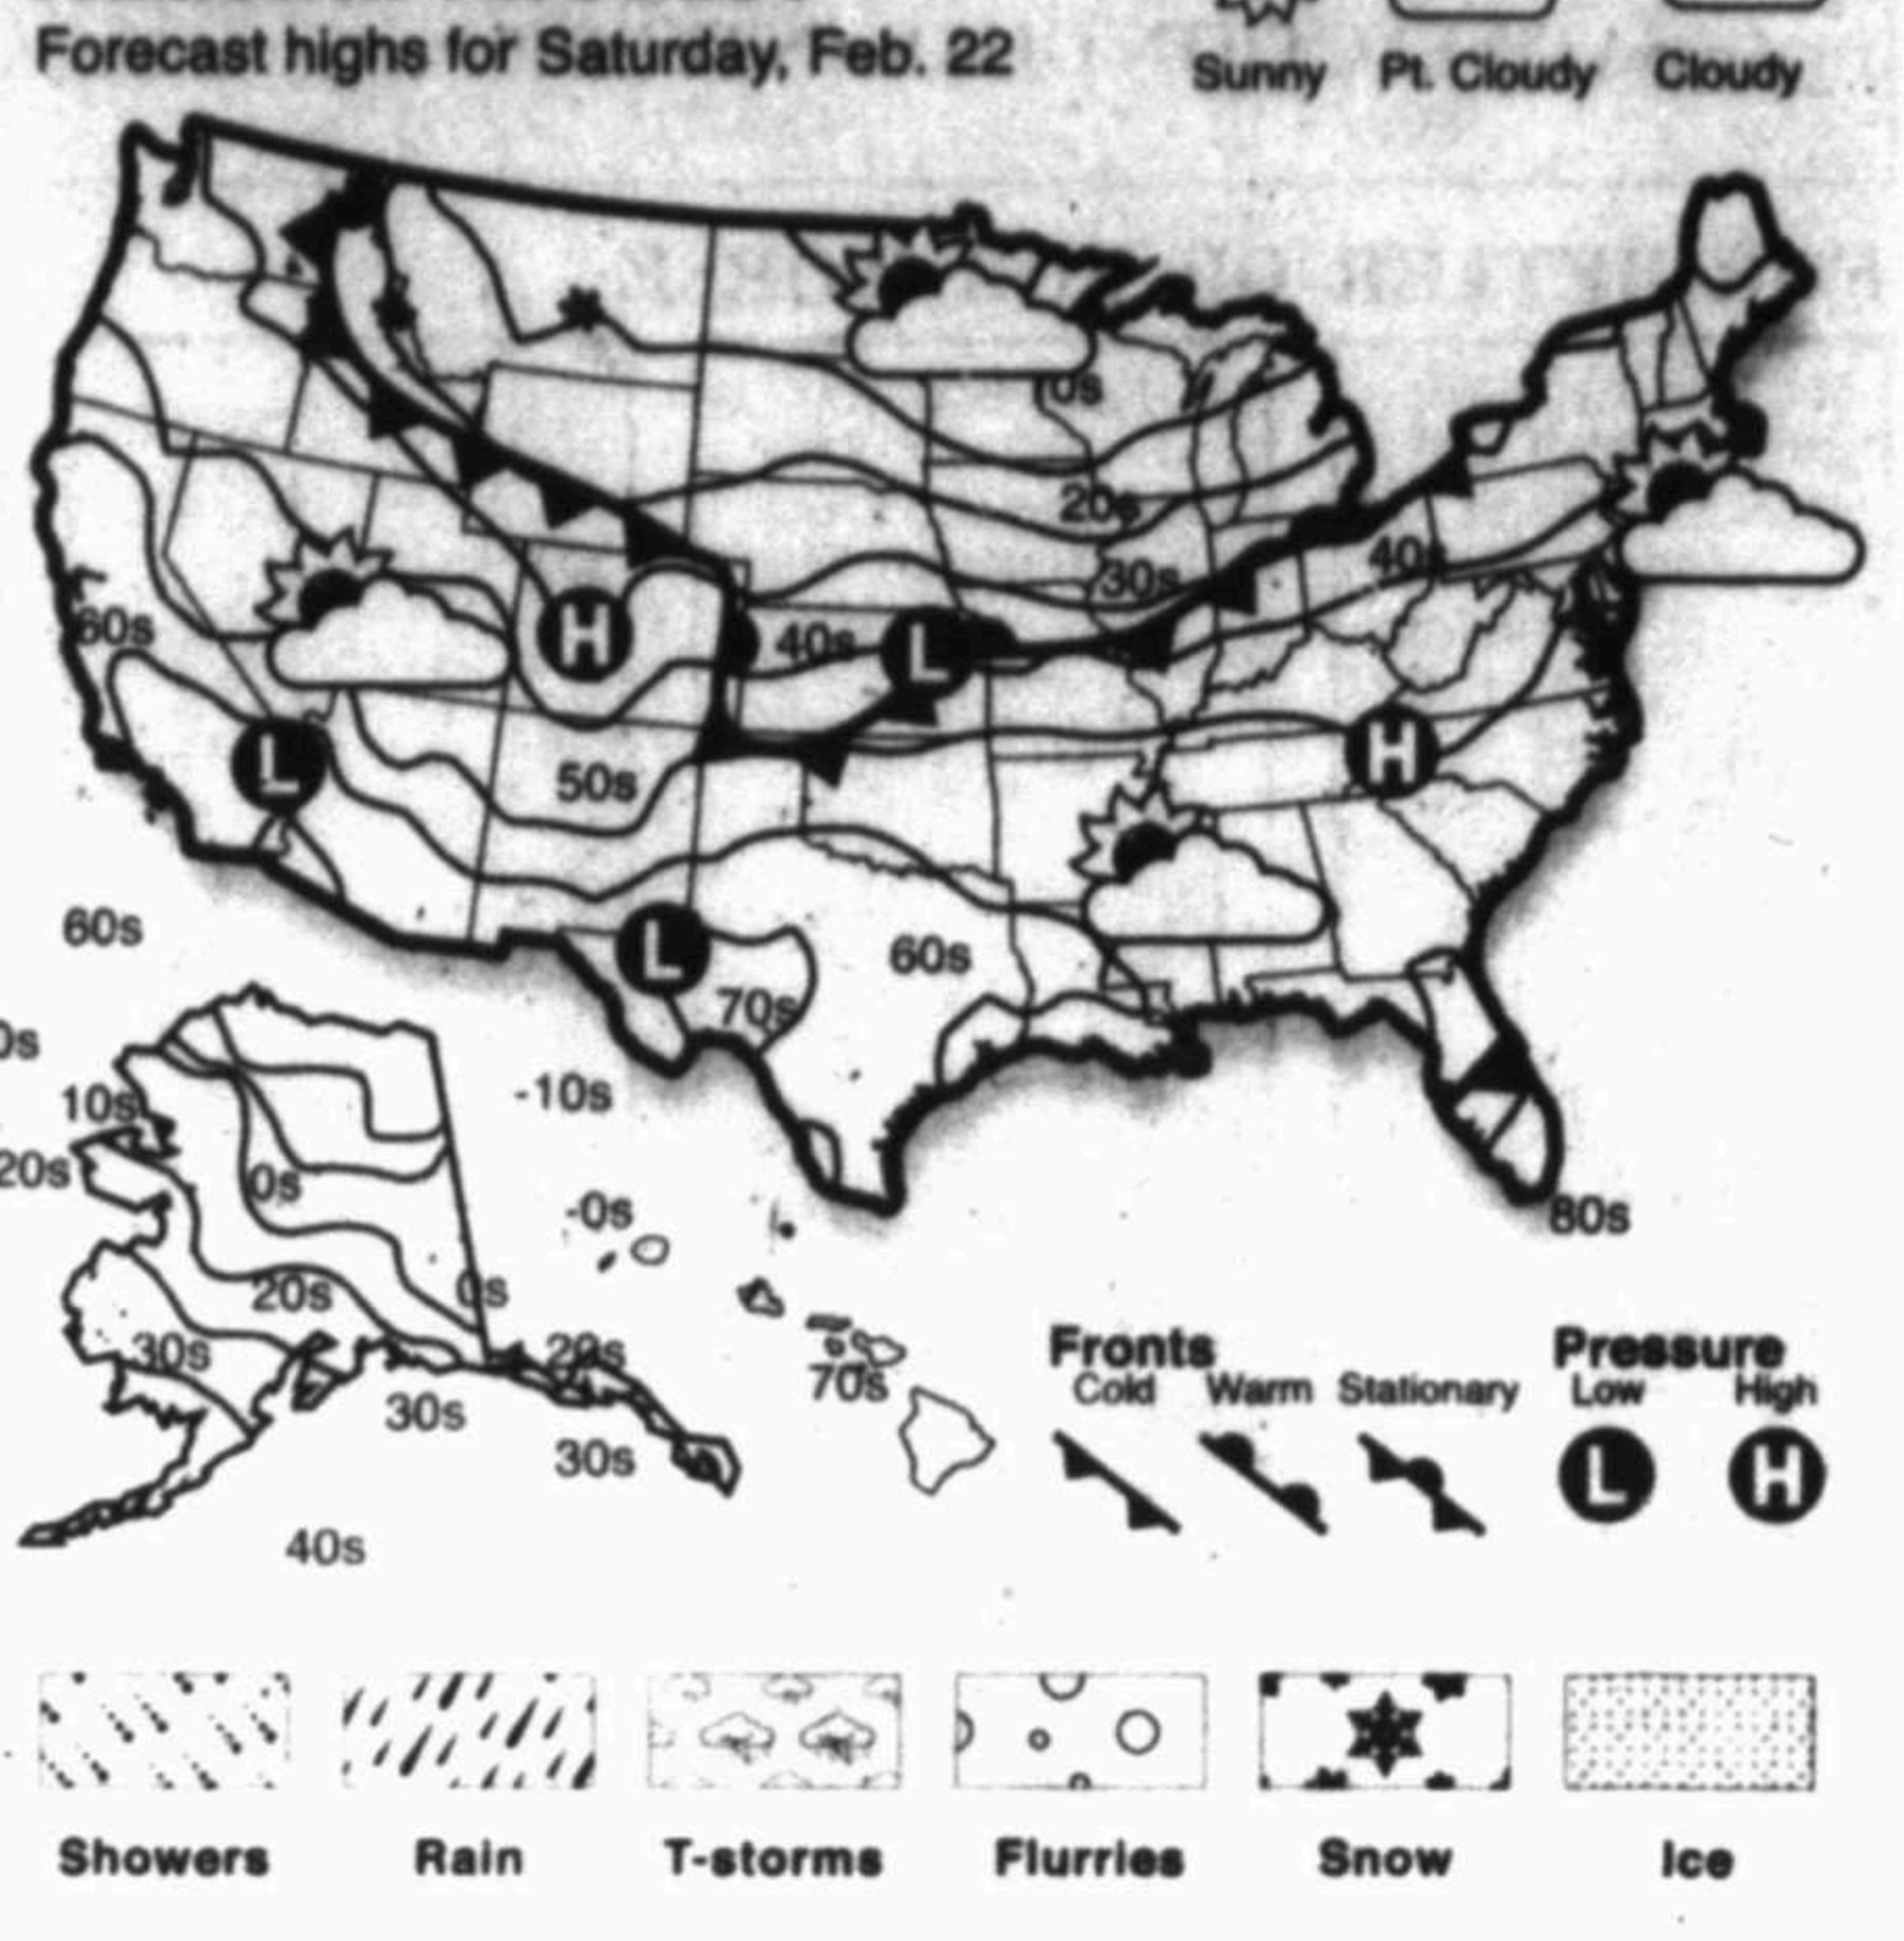 Forecast highs for Saturday, Feb. 22
Sunny Pt. Cloudy Cloudy
20s
30s
40s
60s
H
40s
L
L
50s
H
60s
L
60s
70s
-10s
10s
20s
0s
-0s
80s
20s
0s
30s
20s
70s
30s
30s
40s
Fronts
Cold Warm Stationary
Pressure
Low High
L H
Showers Rain T-storms Flurries Snow Ice